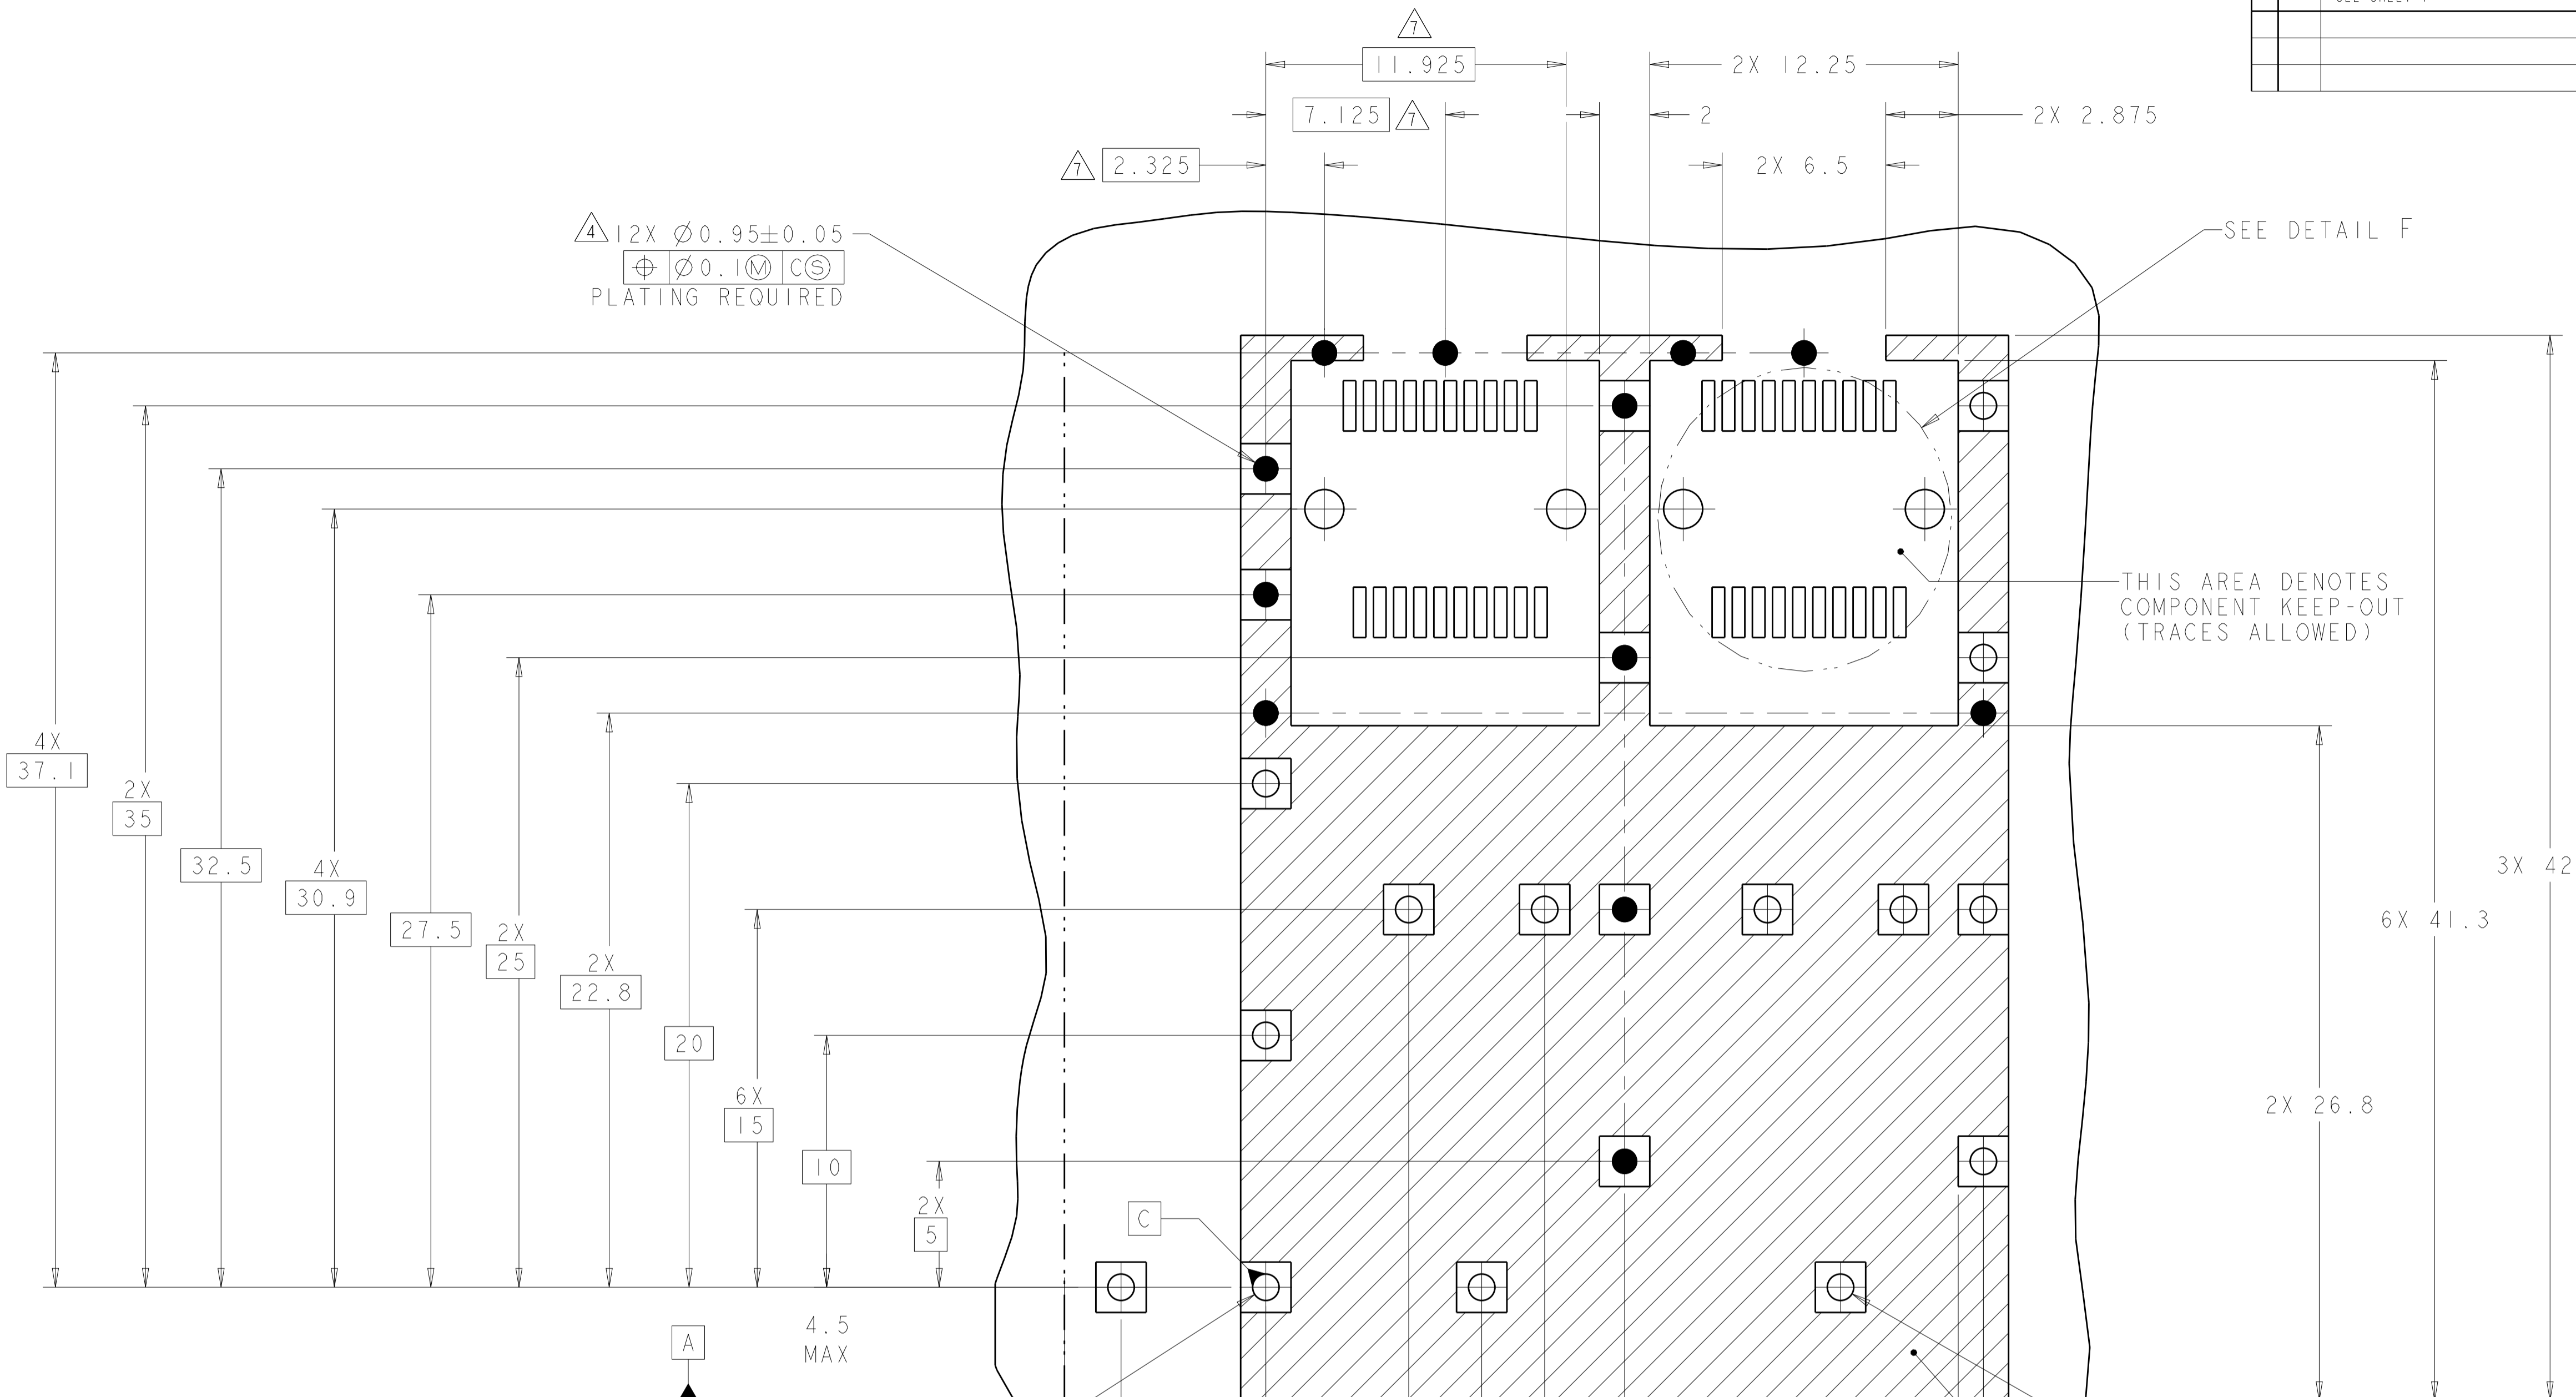 7
11.925
2X 12.25
7.125 7
2
2X 2.875
7 2.325
2X 6.5
4 12X ⌀0.95±0.05
⌖ ⌀0.1Ⓜ CⓈ
PLATING REQUIRED
SEE DETAIL F
THIS AREA DENOTES
COMPONENT KEEP-OUT
(TRACES ALLOWED)
4X
37.1
2X
35
32.5
4X
30.9
27.5
2X
25
2X
22.8
20
6X
15
10
2X
5
3X 42
6X 41.3
2X 26.8
C
4.5
MAX
A